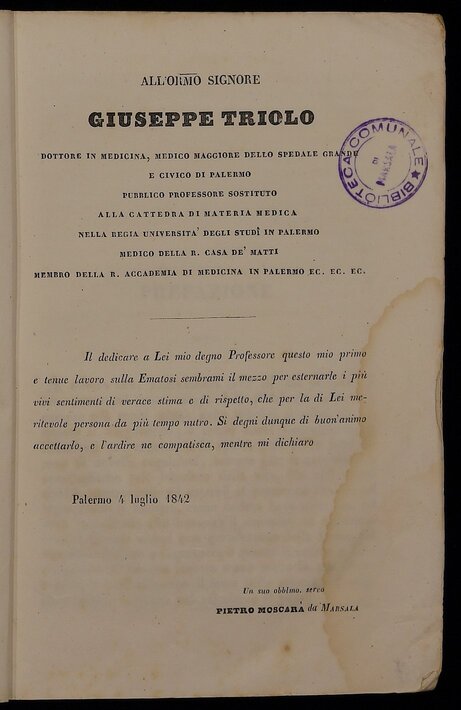 ALL'ORMO SIGNORE
GIUSEPPE TRIOLO
DOTTORE IN MEDICINA, MEDICO MAGGIORE DELLO SPEDALE GRANDE
E CIVICO DI PALERMO
PUBBLICO PROFESSORE SOSTITUTO
ALLA CATTEDRA DI MATERIA MEDICA
NELLA REGIA UNIVERSITA' DEGLI STUDÎ IN PALERMO
MEDICO DELLA R. CASA DE' MATTI
MEMBRO DELLA R. ACCADEMIA DI MEDICINA IN PALERMO EC. EC. EC.
BIBLIOTECA COMUNALE
DI
MARSALA
Il dedicare a Lei mio degno Professore questo mio primo
e tenue lavoro sulla Ematosi sembrami il mezzo per esternarle i più
vivi sentimenti di verace stima e di rispetto, che per la di Lei me-
ritevole persona da più tempo nutro. Si degni dunque di buon'animo
accettarlo, e l'ardire ne compatisca, mentre mi dichiaro
Palermo 4 luglio 1842
Un suo obblmo. servo
PIETRO MOSCARÀ da MARSALA